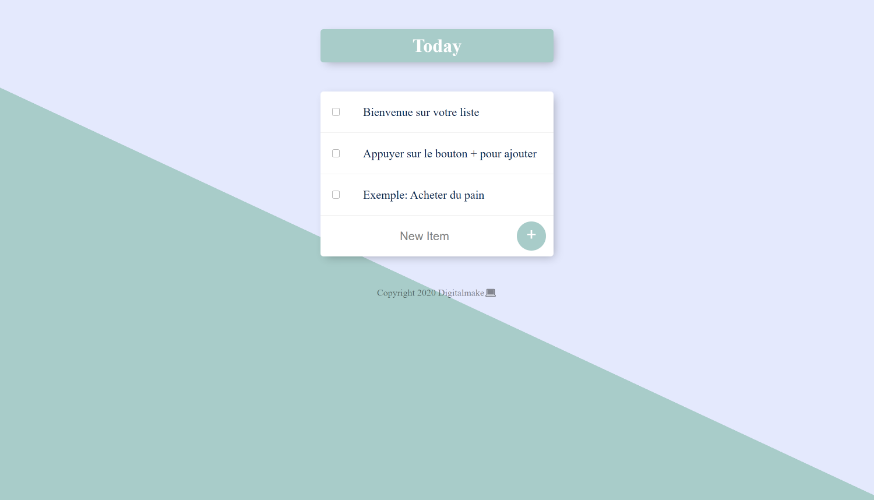 Today
Bienvenue sur votre liste
Appuyer sur le bouton + pour ajouter
Exemple: Acheter du pain
New Item
+
Copyright 2020 Digitalmake💻